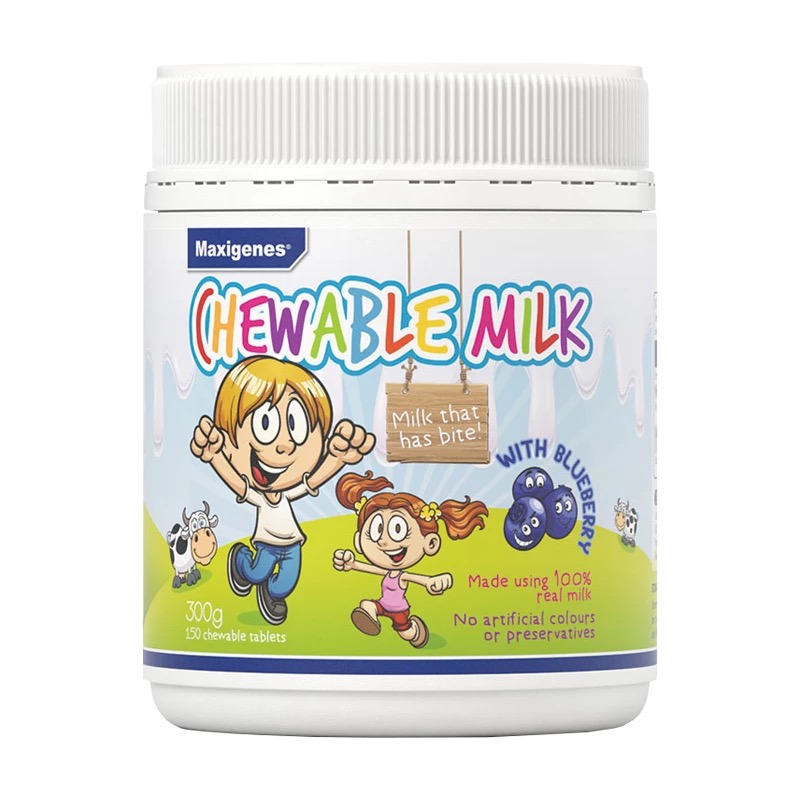 Maxigenes®
CHEWABLE MILK
Milk that
has bite!
WITH BLUEBERRY
Made using 100%
real milk
No artificial colours
or preservatives
300g
150 chewable tablets